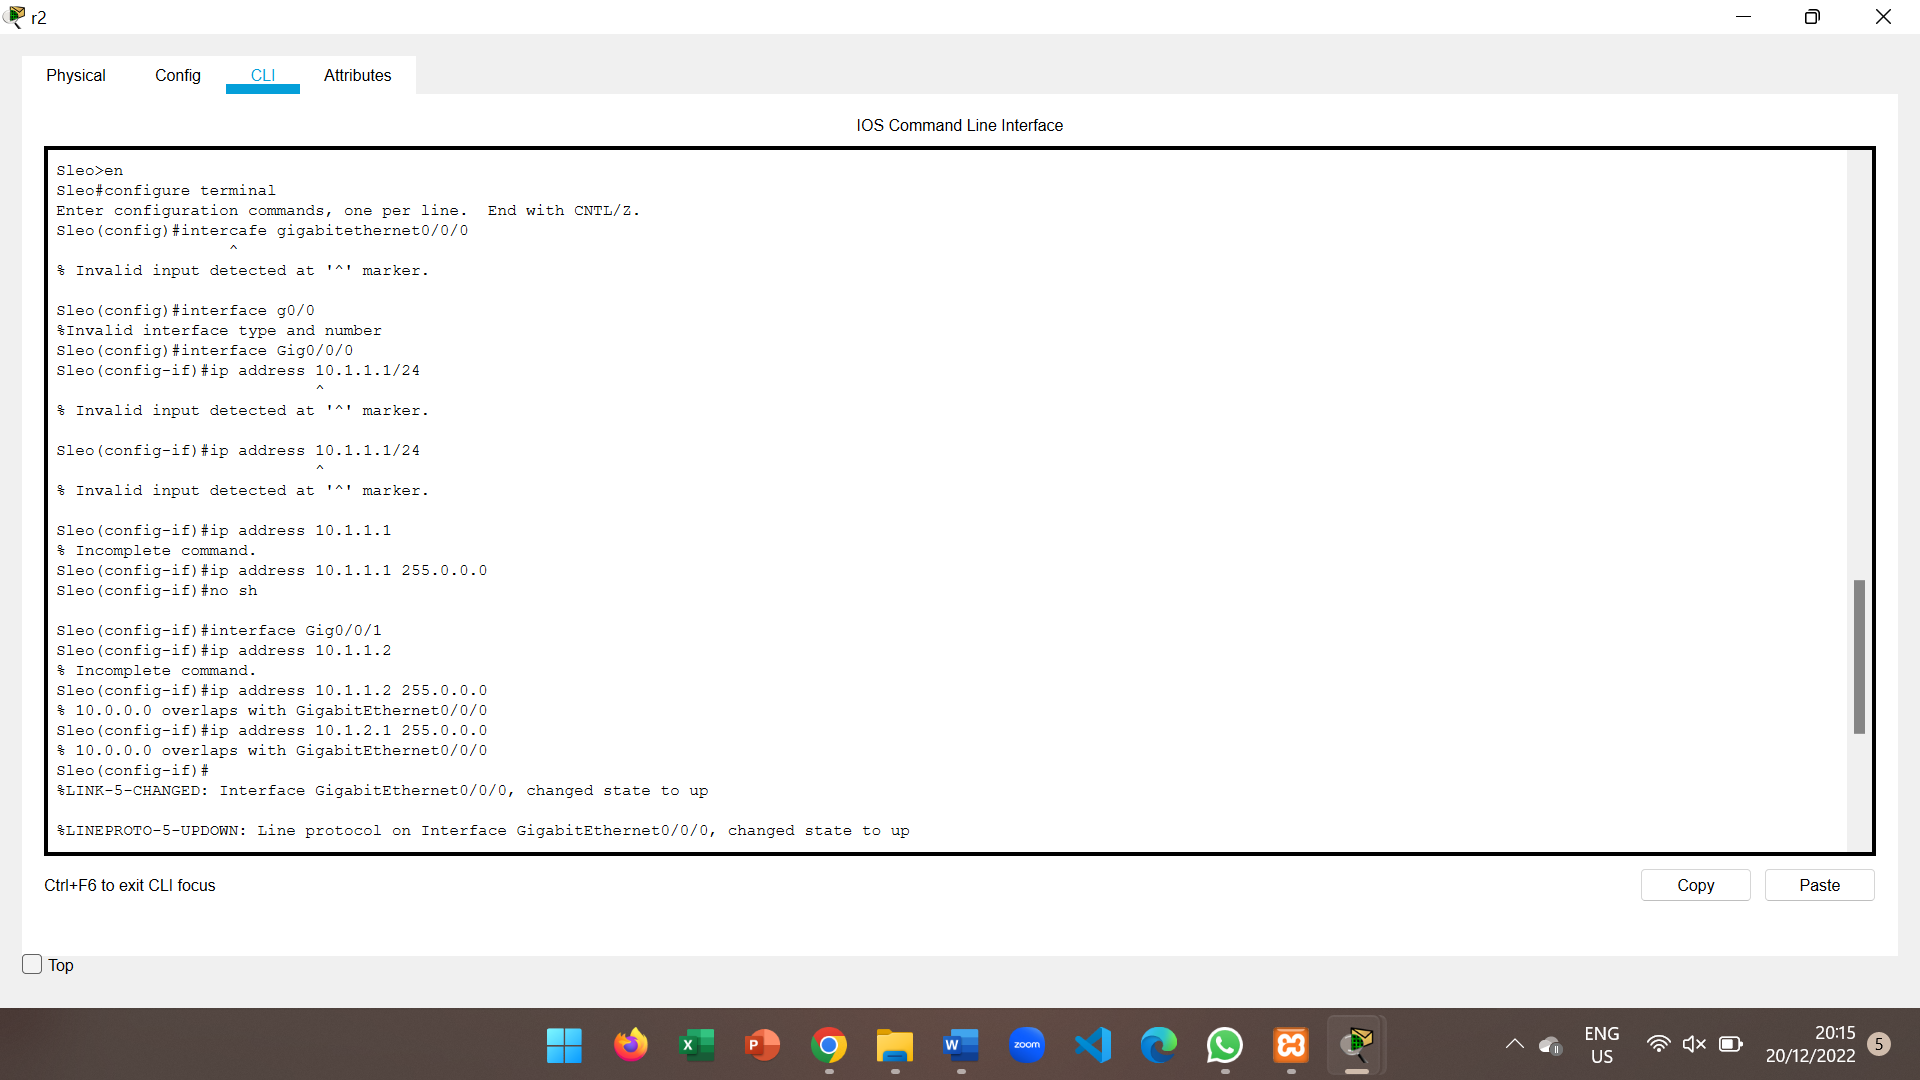 r2
Physical Config CLI Attributes
IOS Command Line Interface
Sleo>en
Sleo#configure terminal
Enter configuration commands, one per line.  End with CNTL/Z.
Sleo(config)#intercafe gigabitethernet0/0/0
^
% Invalid input detected at '^' marker.
Sleo(config)#interface g0/0
%Invalid interface type and number
Sleo(config)#interface Gig0/0/0
Sleo(config-if)#ip address 10.1.1.1/24
^
% Invalid input detected at '^' marker.
Sleo(config-if)#ip address 10.1.1.1/24
^
% Invalid input detected at '^' marker.
Sleo(config-if)#ip address 10.1.1.1
% Incomplete command.
Sleo(config-if)#ip address 10.1.1.1 255.0.0.0
Sleo(config-if)#no sh
Sleo(config-if)#interface Gig0/0/1
Sleo(config-if)#ip address 10.1.1.2
% Incomplete command.
Sleo(config-if)#ip address 10.1.1.2 255.0.0.0
% 10.0.0.0 overlaps with GigabitEthernet0/0/0
Sleo(config-if)#ip address 10.1.2.1 255.0.0.0
% 10.0.0.0 overlaps with GigabitEthernet0/0/0
Sleo(config-if)#
%LINK-5-CHANGED: Interface GigabitEthernet0/0/0, changed state to up
%LINEPROTO-5-UPDOWN: Line protocol on Interface GigabitEthernet0/0/0, changed state to up
Ctrl+F6 to exit CLI focus
Copy Paste
Top
zoom
ENG
US
20:15
20/12/2022
5